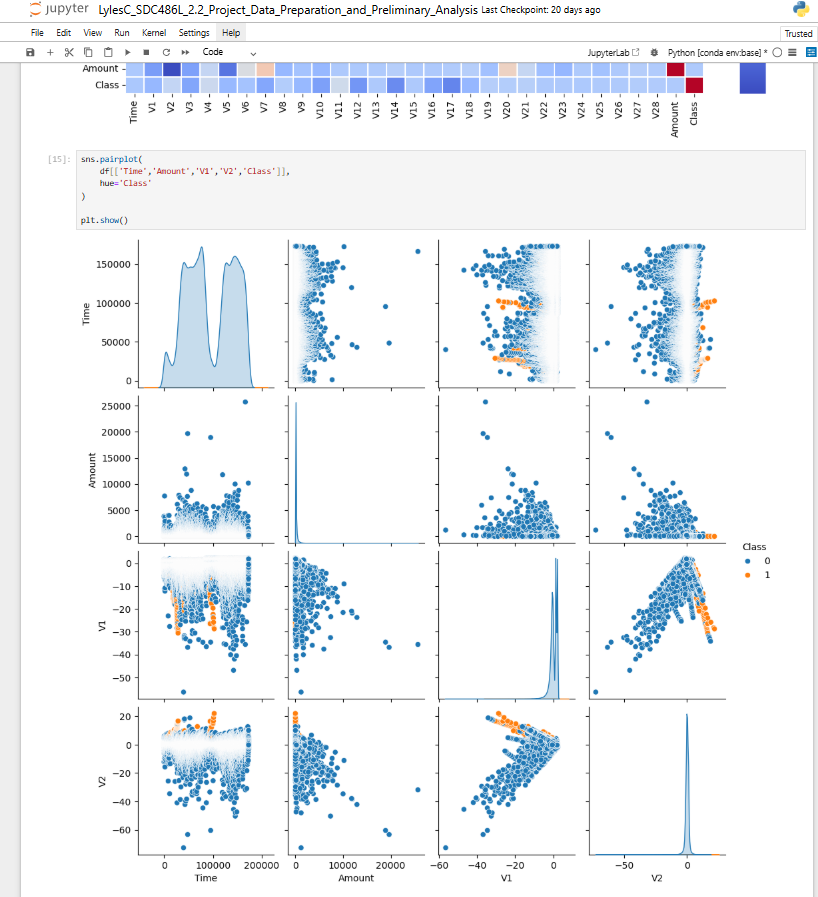 jupyter LylesC_SDC486L_2.2_Project_Data_Preparation_and_Preliminary_Analysis Last Checkpoint: 20 days ago
File Edit View Run Kernel Settings Help Trusted
Code JupyterLab Python [conda env:base] *
Amount
Class
Time V1 V2 V3 V4 V5 V6 V7 V8 V9 V10 V11 V12 V13 V14 V15 V16 V17 V18 V19 V20 V21 V22 V23 V24 V25 V26 V27 V28 Amount Class
[15]: sns.pairplot(
df[['Time','Amount','V1','V2','Class']],
hue='Class'
)
plt.show()
Time
150000
100000
50000
0
Amount
25000
20000
15000
10000
5000
0
Class
0
1
V1
0
−10
−20
−30
−40
−50
V2
20
0
−20
−40
−60
0 100000 200000 0 10000 20000 −60 −40 −20 0 −50 0
Time Amount V1 V2